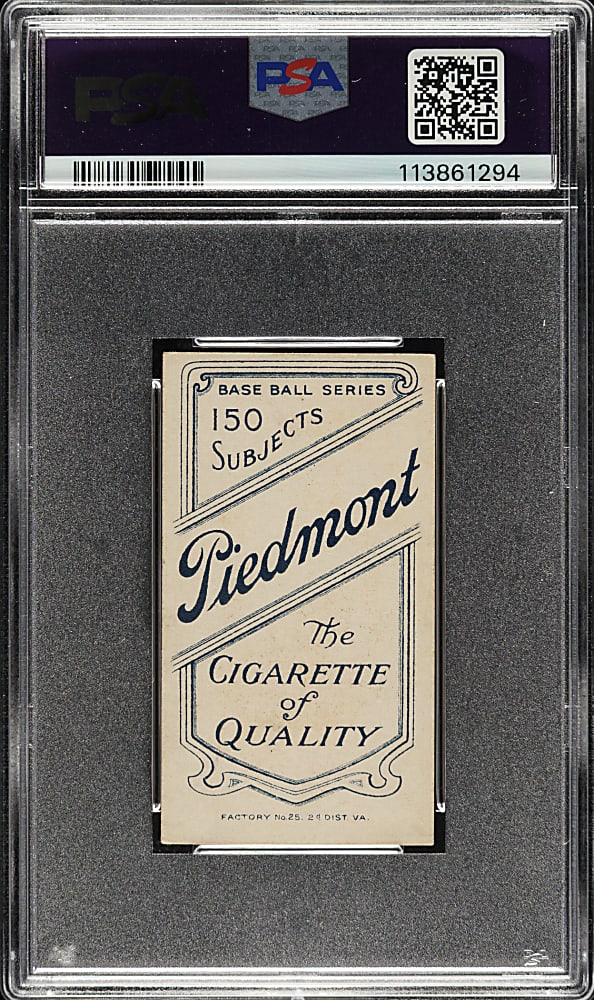 PSA
PSA
113861294
BASE BALL SERIES
150
SUBJECTS
Piedmont
The
CIGARETTE
of
QUALITY
FACTORY No.25. 2d DIST. VA.